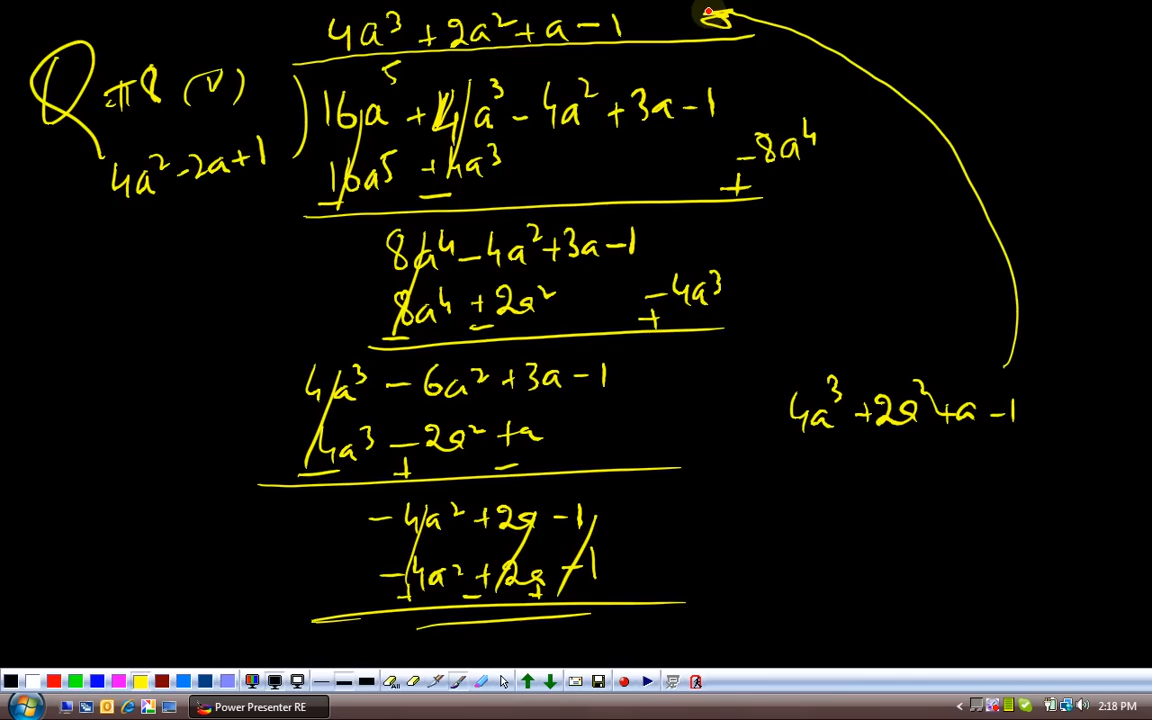 4a³ + 2a² + a - 1
Q π8 (v)
4a² - 2a + 1 ) 16a⁵ + 4a³ - 4a² + 3a - 1
16a⁵ + 4a³ - 8a⁴
- - +
8a⁴ - 4a² + 3a - 1
8a⁴ + 2a² - 4a³
- - +
4a³ - 6a² + 3a - 1
4a³ - 2a² + a
- + -
4a³ + 2a² + a - 1
- 4a² + 2a - 1
- 4a² + 2a - 1
+ - +
All
Power Presenter RE
2:18 PM